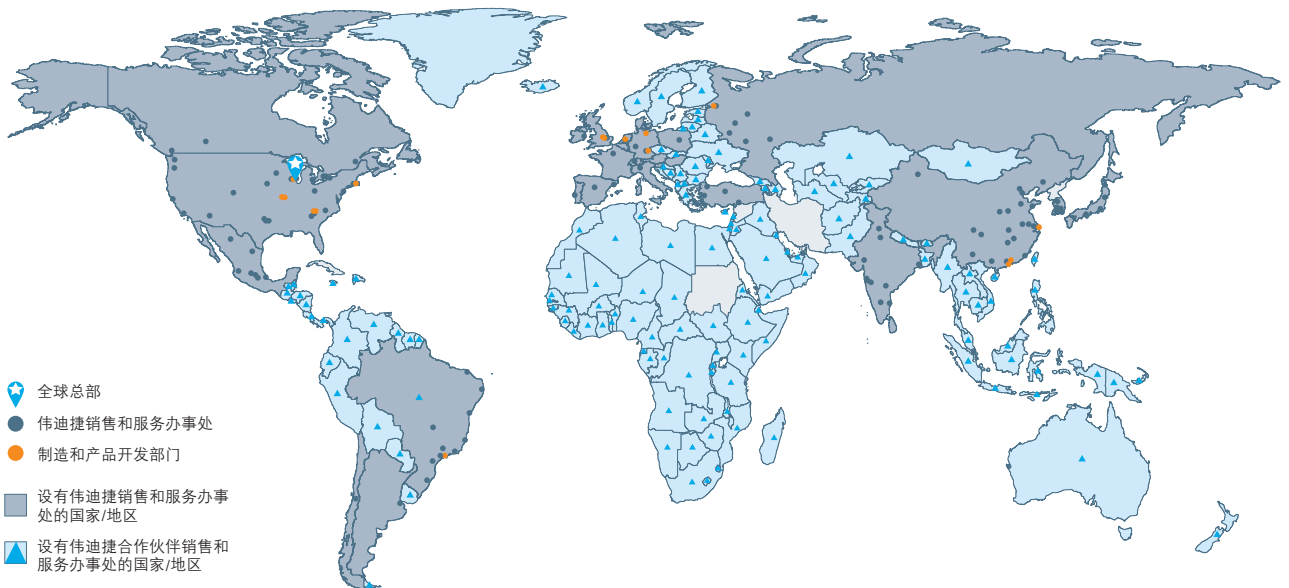 全球总部
伟迪捷销售和服务办事处
制造和产品开发部门
设有伟迪捷销售和服务办事
处的国家/地区
设有伟迪捷合作伙伴销售和
服务办事处的国家/地区